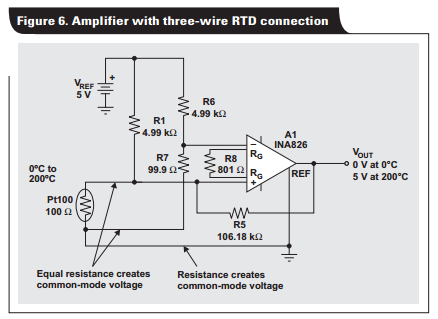 Figure 6. Amplifier with three-wire RTD connection
VREF
5 V
+
R1
4.99 kΩ
R6
4.99 kΩ
R7
99.9 Ω
R8
801 Ω
A1
INA826
−
RG
RG
+
REF
VOUT
0 V at 0°C
5 V at 200°C
0°C to
200°C
Pt100
100 Ω
R5
106.18 kΩ
Equal resistance creates
common-mode voltage
Resistance creates
common-mode voltage